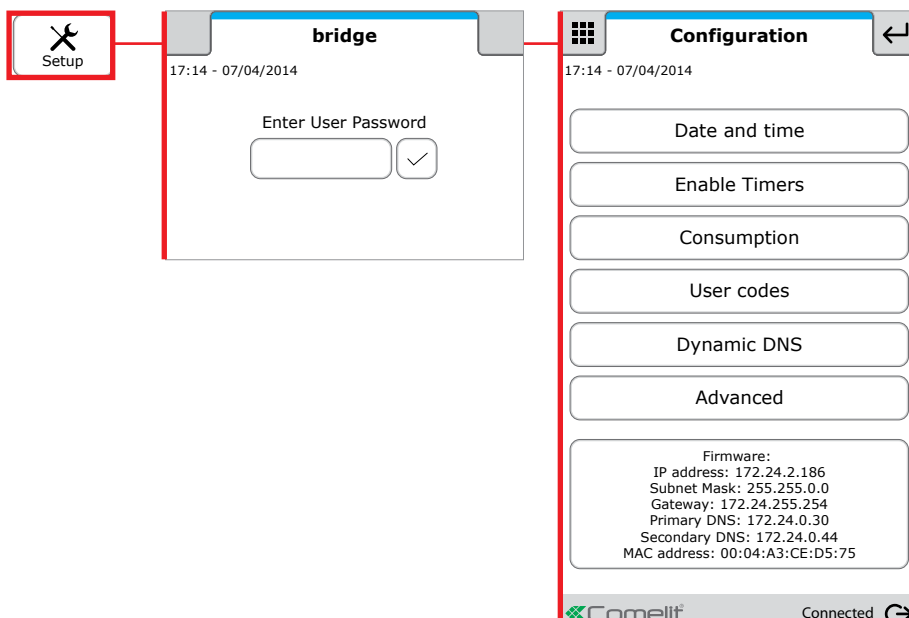 Setup
bridge
17:14 - 07/04/2014
Enter User Password
Configuration
17:14 - 07/04/2014
Date and time
Enable Timers
Consumption
User codes
Dynamic DNS
Advanced
Firmware:
IP address: 172.24.2.186
Subnet Mask: 255.255.0.0
Gateway: 172.24.255.254
Primary DNS: 172.24.0.30
Secondary DNS: 172.24.0.44
MAC address: 00:04:A3:CE:D5:75
Comelit
Connected